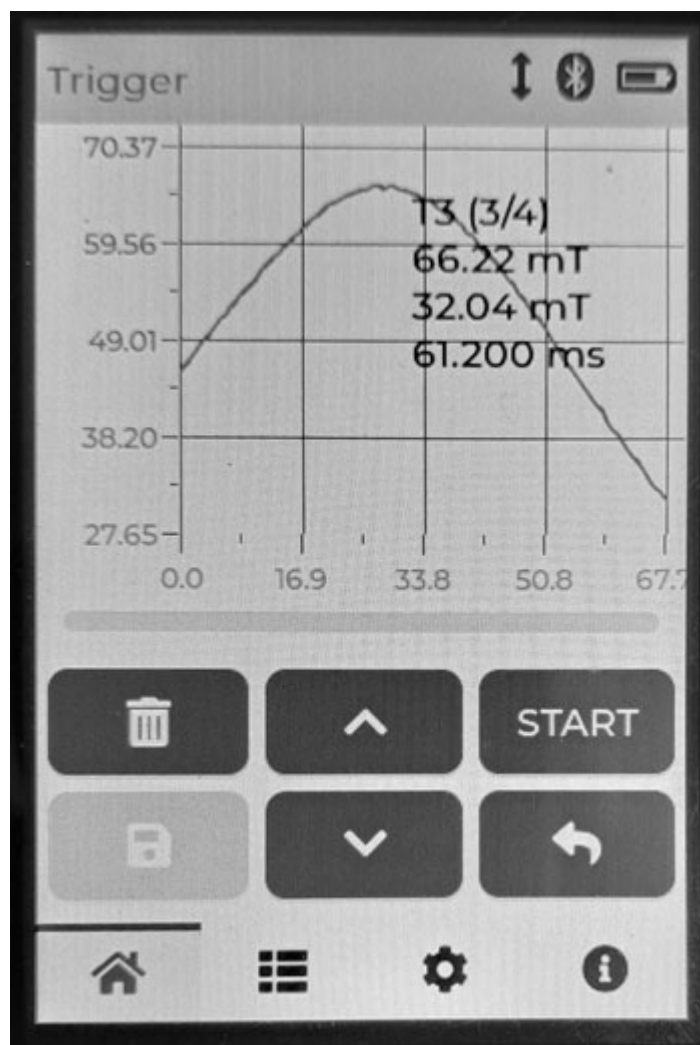 Trigger
70.37
59.56
49.01
38.20
27.65
T3 (3/4)
66.22 mT
32.04 mT
61.200 ms
0.0 16.9 33.8 50.8 67.7
START